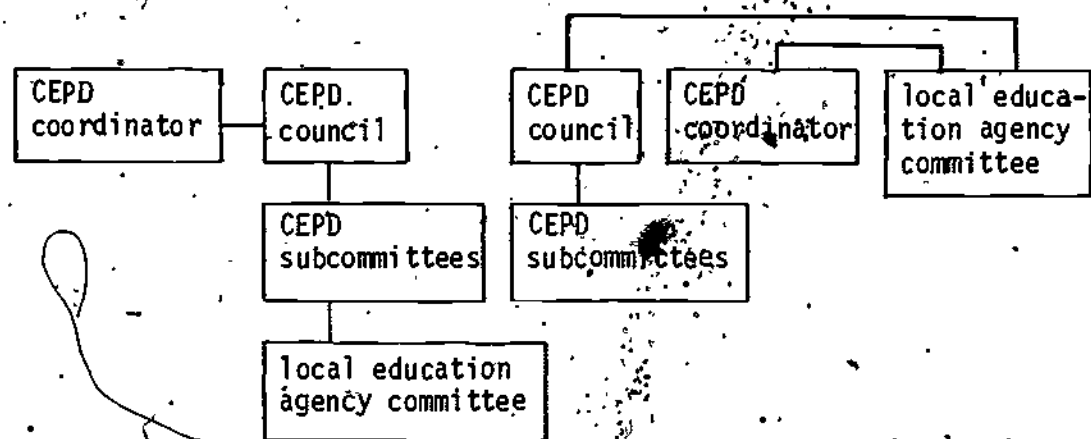 CEPD
coordinator
CEPD.
council
CEPD
subcommittees
local education
agency committee
CEPD
council
CEPD
coordinator
local educa-
tion agency
committee
CEPD
subcommittees